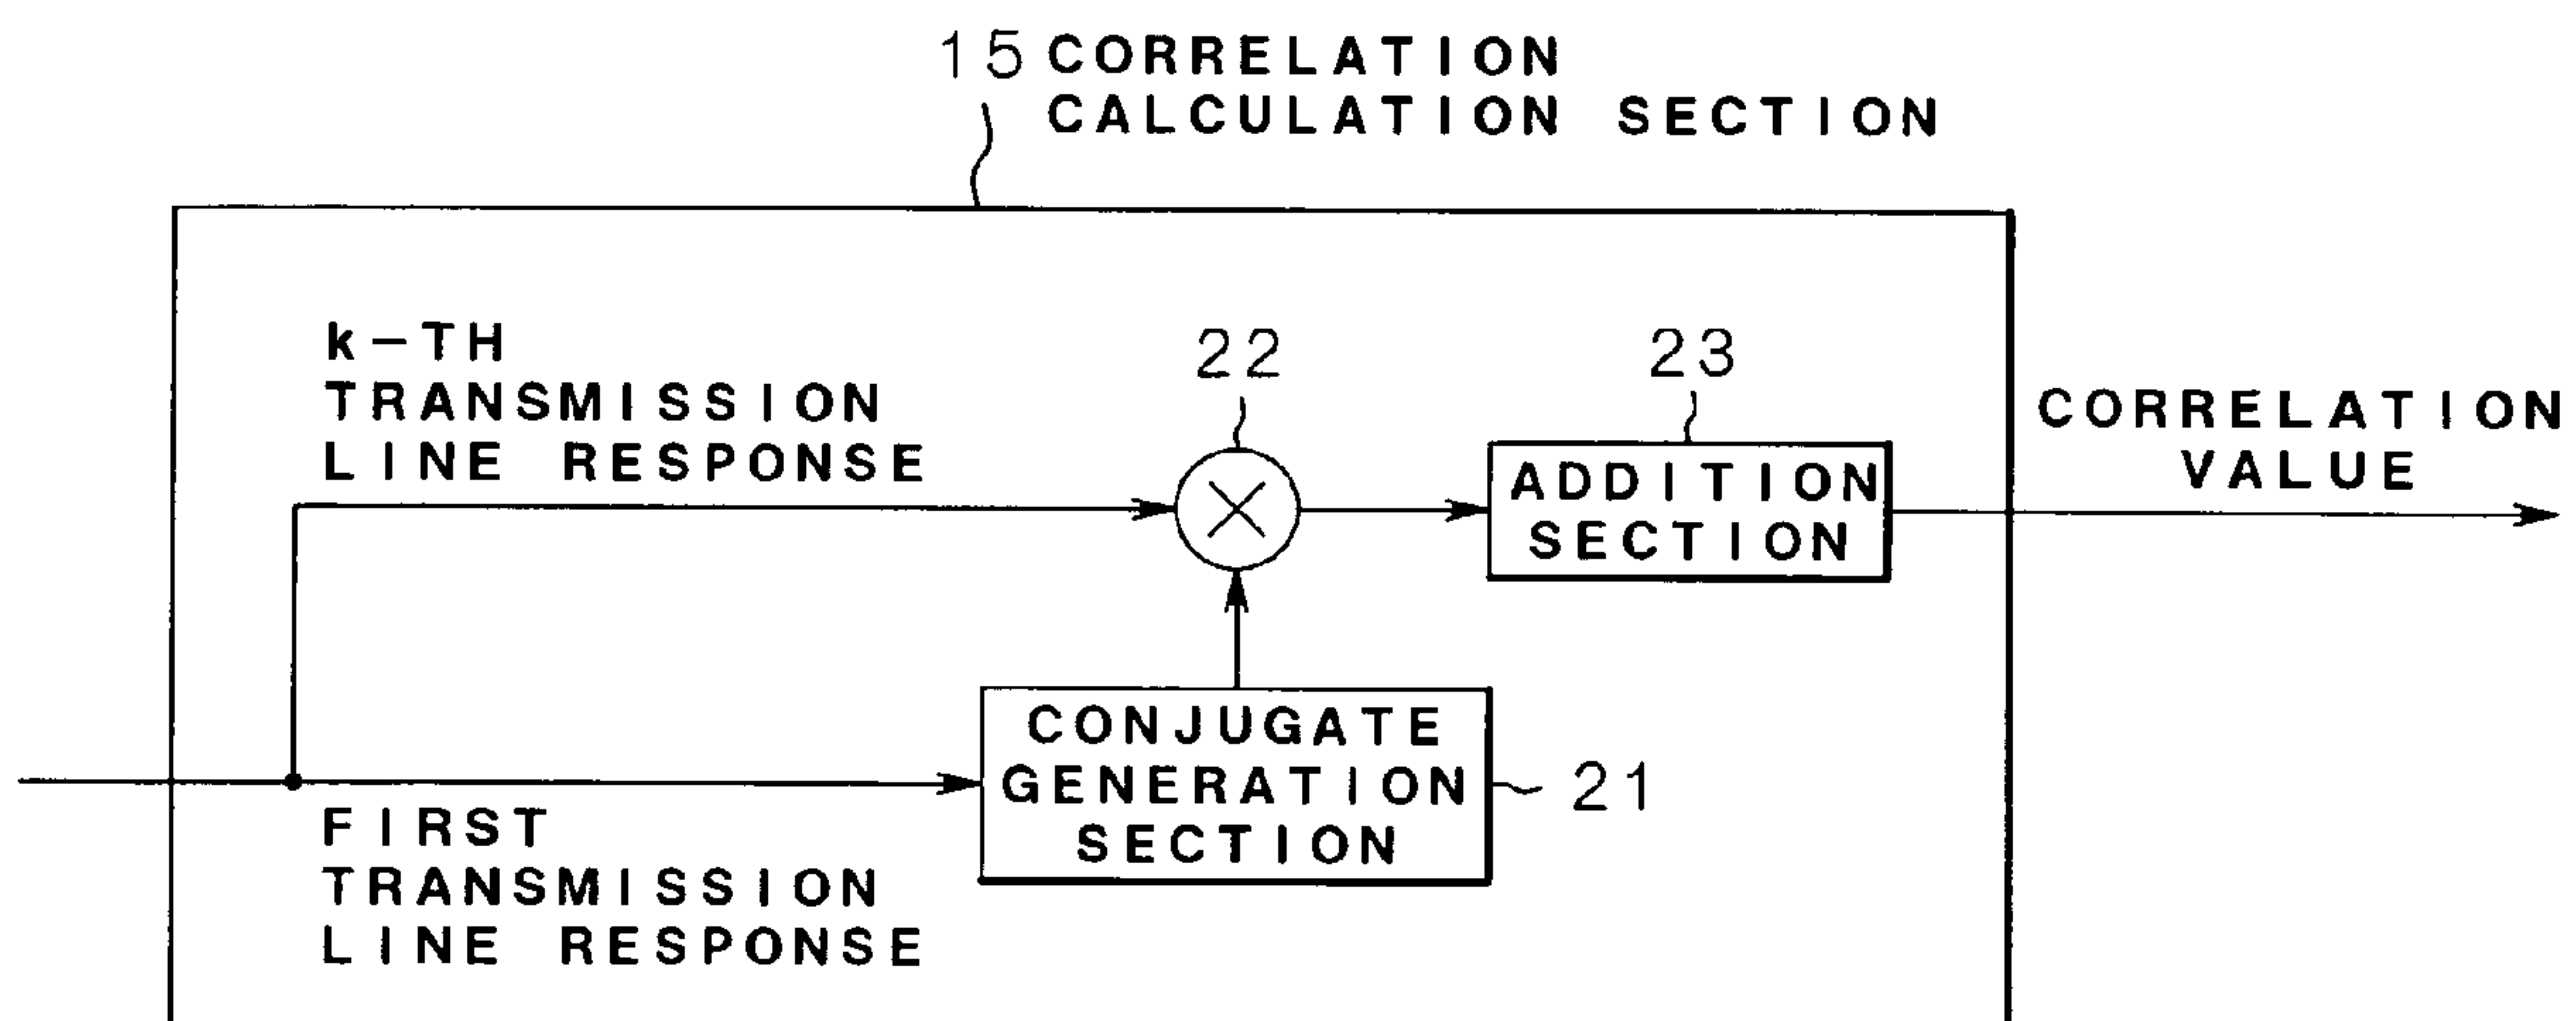 15 CORRELATION
CALCULATION SECTION
k-TH
TRANSMISSION
LINE RESPONSE
22
23
ADDITION
SECTION
CORRELATION
VALUE
CONJUGATE
GENERATION
SECTION
21
FIRST
TRANSMISSION
LINE RESPONSE